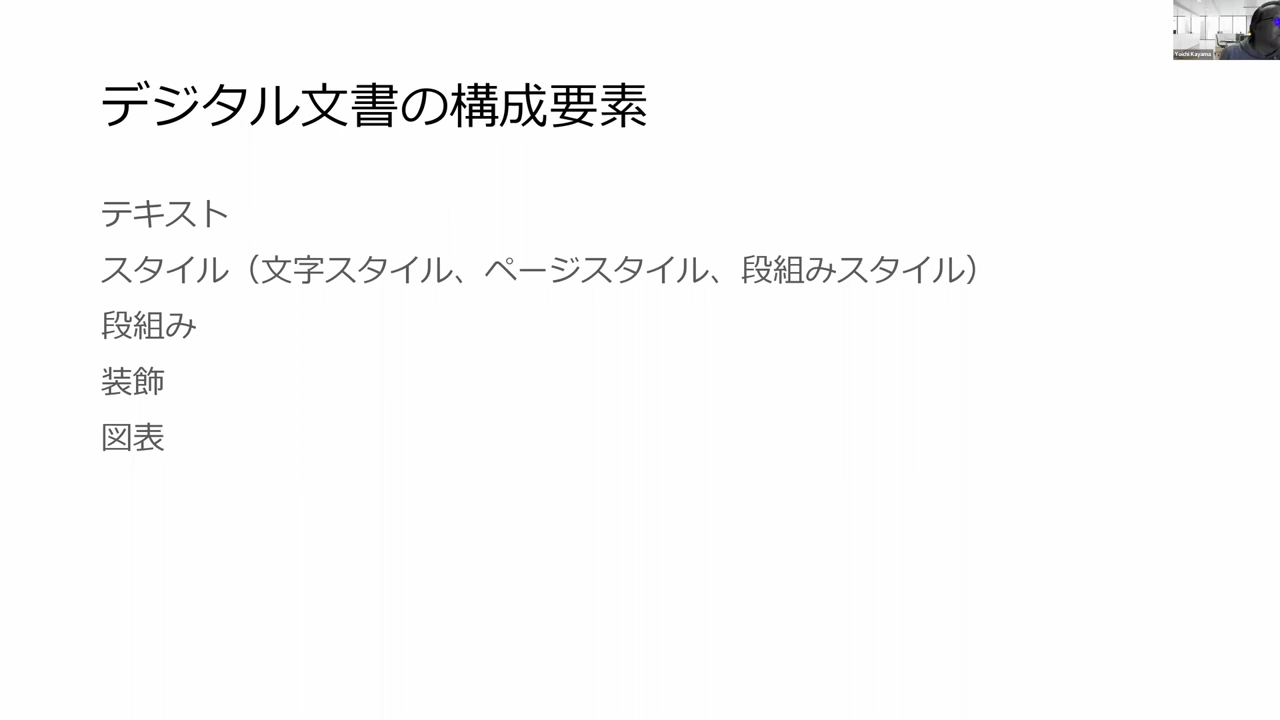 デジタル文書の構成要素
テキスト
スタイル（文字スタイル、ページスタイル、段組みスタイル）
段組み
装飾
図表
Yoichi Kayama